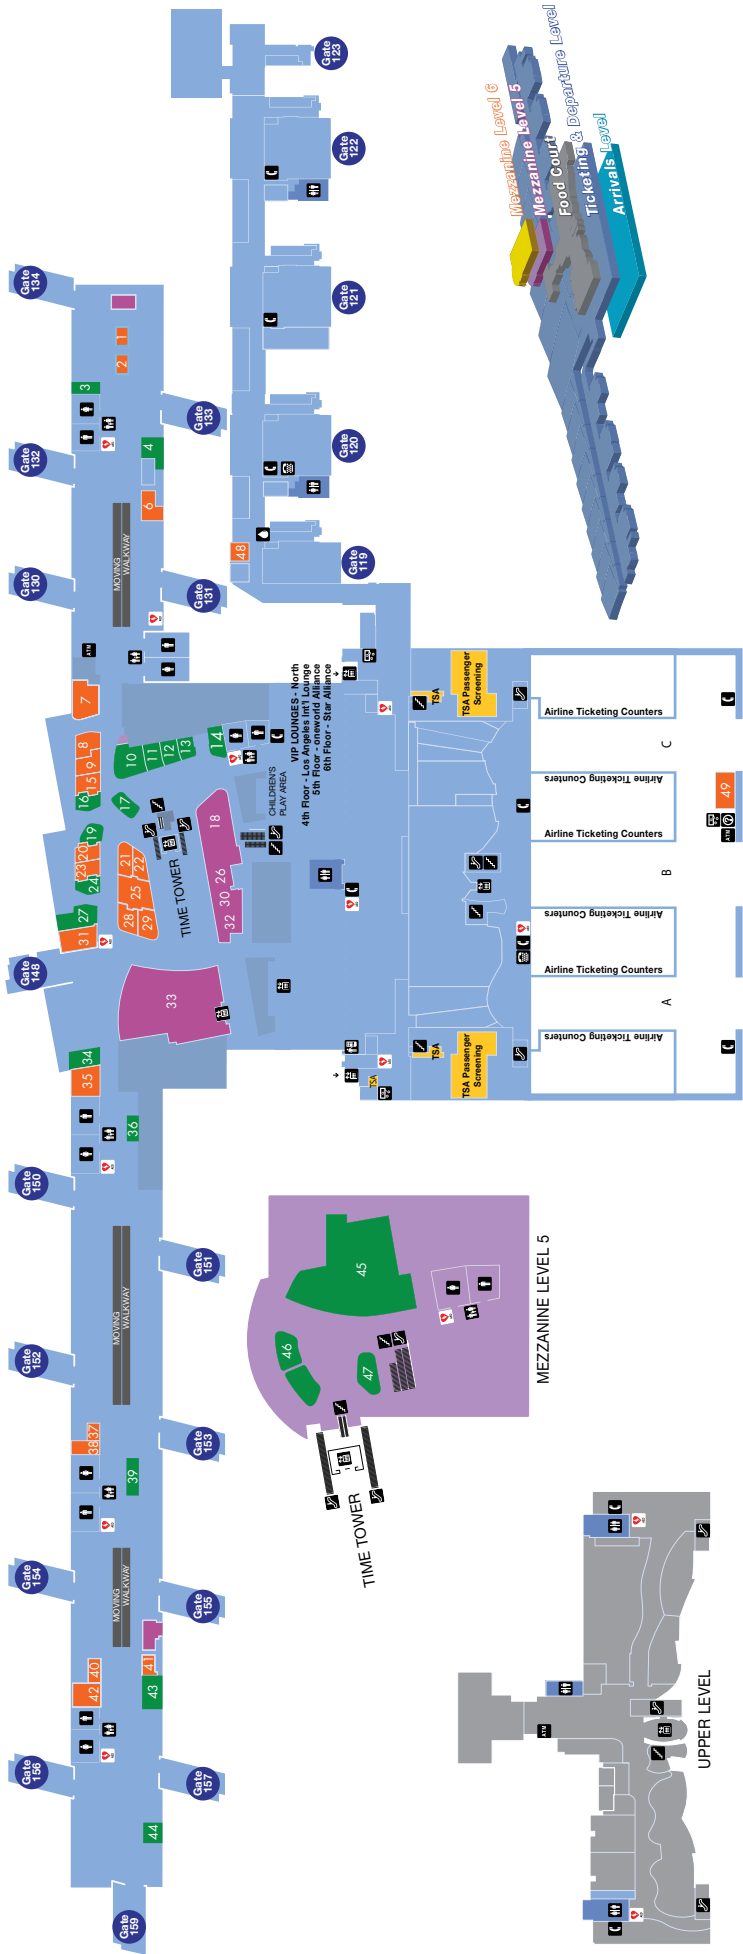 Gate
123
Gate
122
Gate
121
Gate
120
Gate
119
Gate
134
Gate
133
Gate
132
Gate
131
Gate
130
Gate
148
Gate
150
Gate
151
Gate
152
Gate
153
Gate
154
Gate
155
Gate
156
Gate
157
Gate
159
Mezzanine Level 6
Mezzanine Level 5
Food Court
Ticketing & Departure Level
Arrivals Level
1
2
3
4
6
MOVING
WALKWAY
ATM
48
7
8
9
15
16
10
11
12
13
14
17
18
19
20
23
24
21
22
25
28
29
26
30
32
27
31
33
34
35
36
TIME TOWER
CHILDREN'S
PLAY AREA
VIP LOUNGES - North
4th Floor - Los Angeles Int'l Lounge
5th Floor - oneworld Alliance
6th Floor - Star Alliance
TSA
TSA Passenger
Screening
TSA
TSA Passenger
Screening
TSA
Airline Ticketing Counters
Airline Ticketing Counters
Airline Ticketing Counters
Airline Ticketing Counters
Airline Ticketing Counters
Airline Ticketing Counters
C
B
A
49
ATM
MOVING
WALKWAY
37
38
39
MOVING
WALKWAY
40
41
42
43
44
45
46
47
MEZZANINE LEVEL 5
TIME TOWER
ATM
UPPER LEVEL